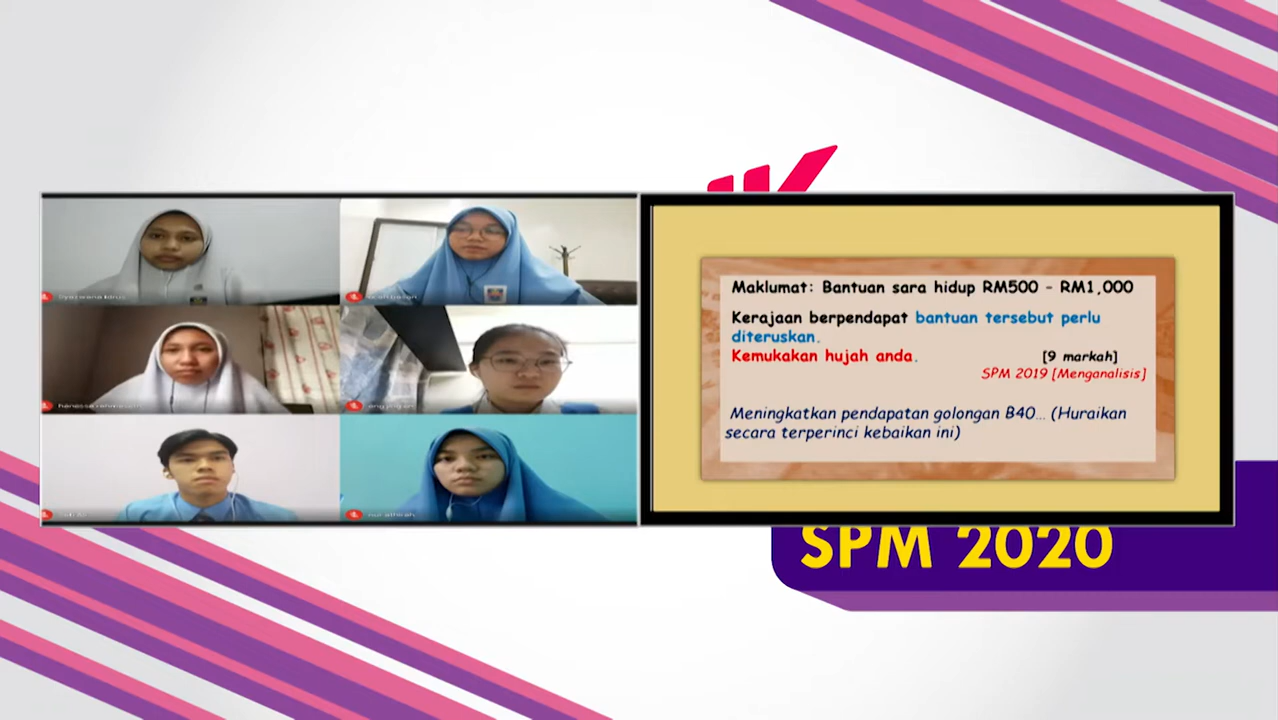 Maklumat: Bantuan sara hidup RM500 - RM1,000
Kerajaan berpendapat bantuan tersebut perlu
diteruskan.
Kemukakan hujah anda. [9 markah]
SPM 2019 [Menganalisis]
Meningkatkan pendapatan golongan B40... (Huraikan
secara terperinci kebaikan ini)
SPM 2020